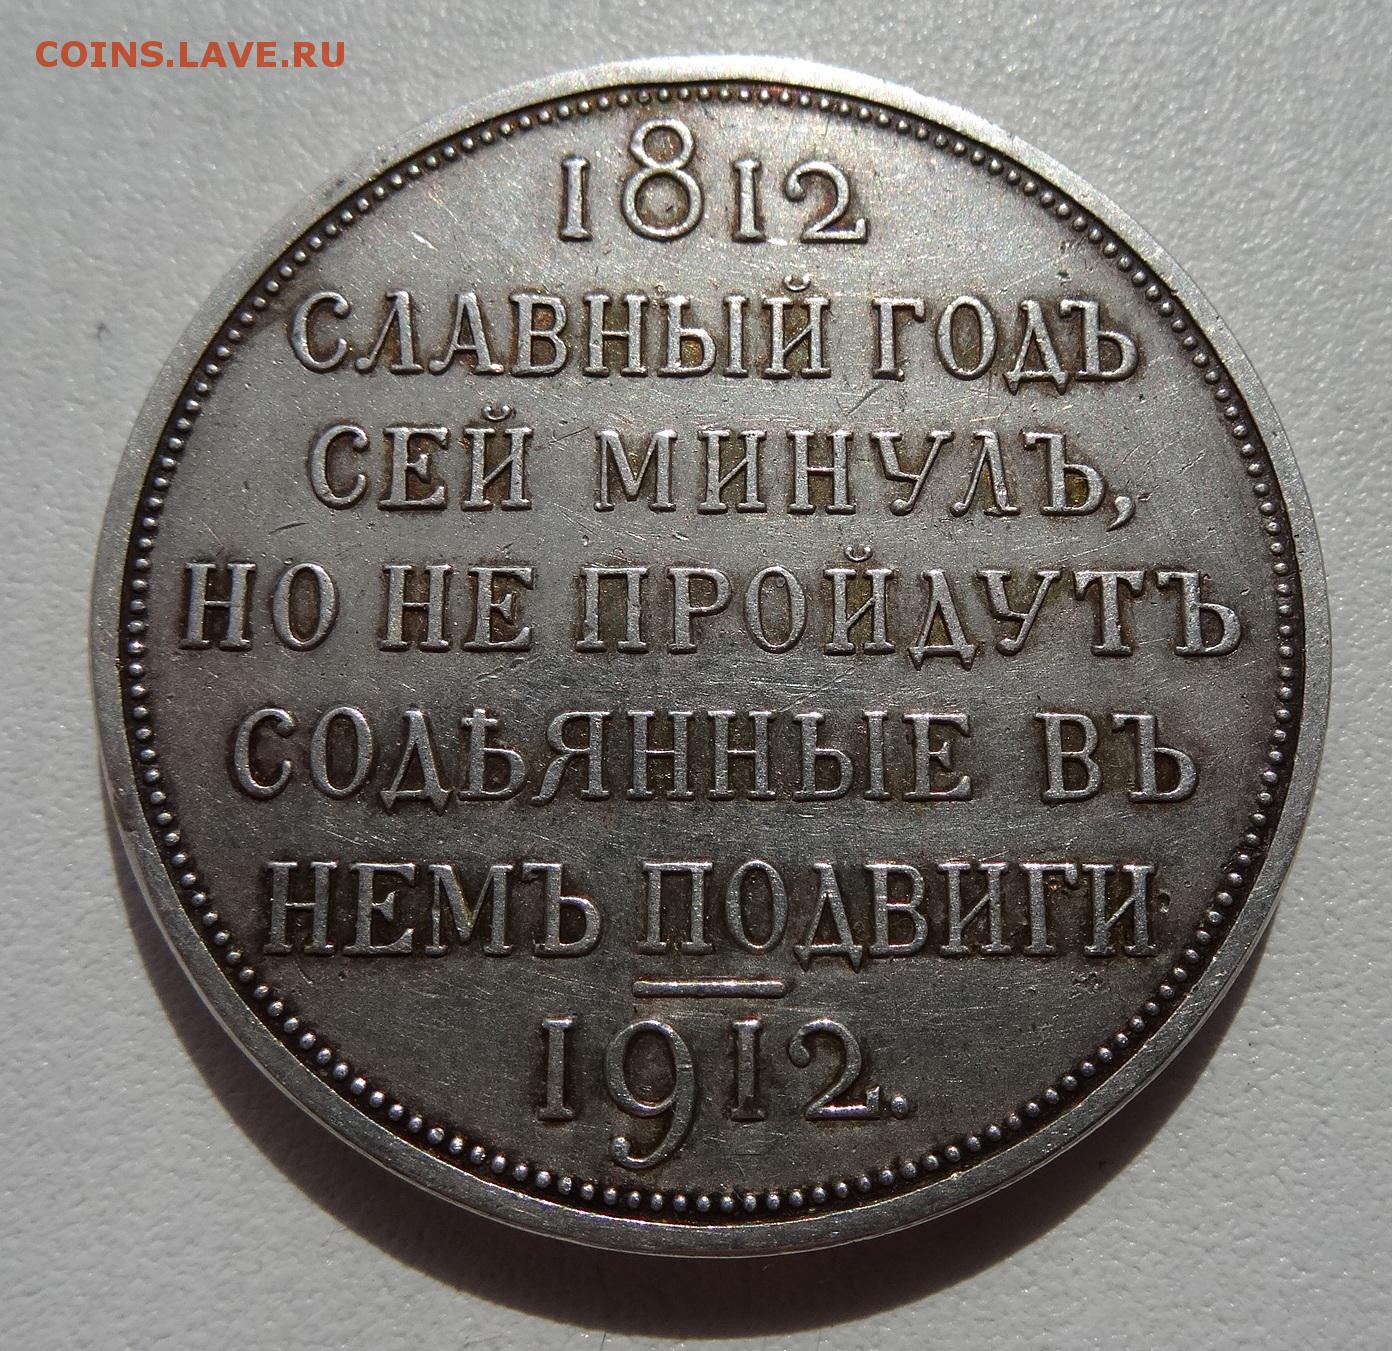 COINS.LAVE.RU
1812
СЛАВНЫЙ ГОДЪ
СЕЙ МИНУЛЪ,
НО НЕ ПРОЙДУТЪ
СОДѢЯННЫЕ ВЪ
НЕМЪ ПОДВИГИ
1912.